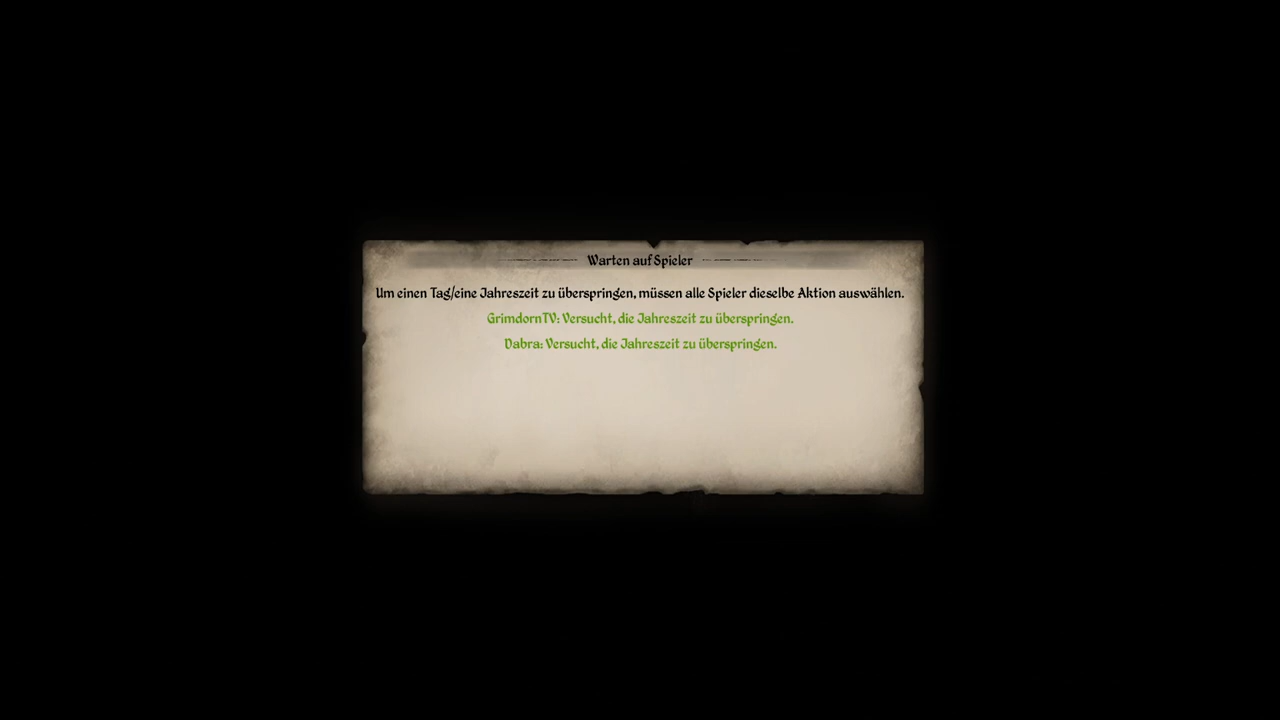 Warten auf Spieler
Um einen Tag/eine Jahreszeit zu überspringen, müssen alle Spieler dieselbe Aktion auswählen.
GrimdornTV: Versucht, die Jahreszeit zu überspringen.
Dabra: Versucht, die Jahreszeit zu überspringen.